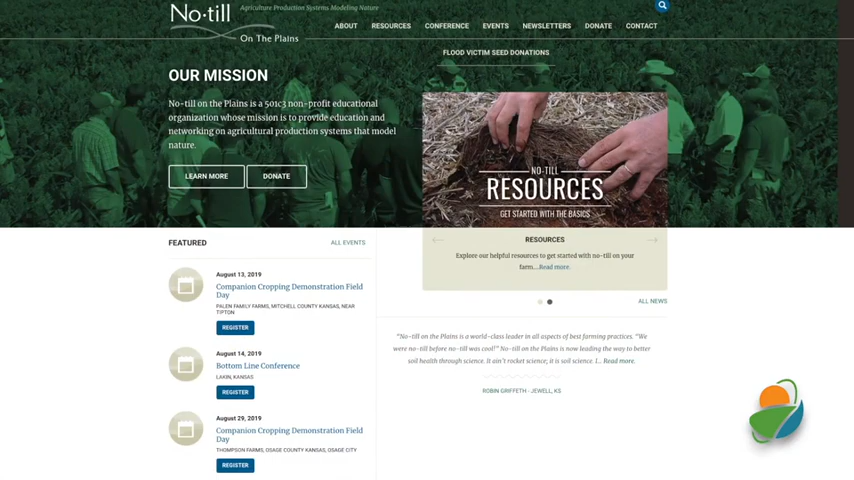 No-till
Agriculture Production Systems Modeling Nature
On The Plains
ABOUT RESOURCES CONFERENCE EVENTS NEWSLETTERS DONATE CONTACT
FLOOD VICTIM SEED DONATIONS
OUR MISSION
No-till on the Plains is a 501c3 non-profit educational
organization whose mission is to provide education and
networking on agricultural production systems that model
nature.
LEARN MORE DONATE
NO-TILL
RESOURCES
GET STARTED WITH THE BASICS
RESOURCES
Explore our helpful resources to get started with no-till on your
farm....Read more.
ALL NEWS
FEATURED ALL EVENTS
August 13, 2019
Companion Cropping Demonstration Field
Day
PALEN FAMILY FARMS, MITCHELL COUNTY KANSAS, NEAR
TIPTON
REGISTER
August 14, 2019
Bottom Line Conference
LAKIN, KANSAS
REGISTER
August 29, 2019
Companion Cropping Demonstration Field
Day
THOMPSON FARMS, OSAGE COUNTY KANSAS, OSAGE CITY
REGISTER
"No-till on the Plains is a world-class leader in all aspects of best farming practices. "We
were no-till before no-till was cool!" No-till on the Plains is now leading the way to better
soil health through science. It ain't rocket science; it is soil science. I... Read more.
ROBIN GRIFFETH - JEWELL, KS